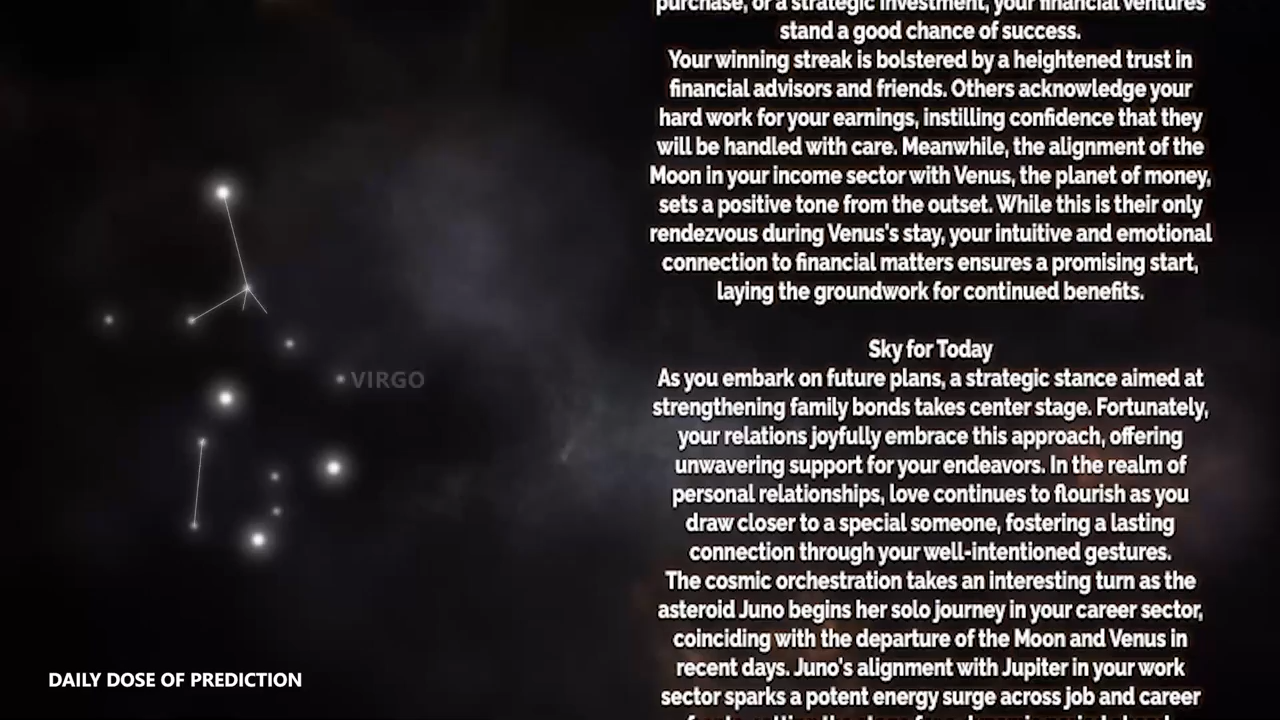 purchase, or a strategic investment, your financial ventures
stand a good chance of success.
Your winning streak is bolstered by a heightened trust in
financial advisors and friends. Others acknowledge your
hard work for your earnings, instilling confidence that they
will be handled with care. Meanwhile, the alignment of the
Moon in your income sector with Venus, the planet of money,
sets a positive tone from the outset. While this is their only
rendezvous during Venus's stay, your intuitive and emotional
connection to financial matters ensures a promising start,
laying the groundwork for continued benefits.
Sky for Today
As you embark on future plans, a strategic stance aimed at
strengthening family bonds takes center stage. Fortunately,
your relations joyfully embrace this approach, offering
unwavering support for your endeavors. In the realm of
personal relationships, love continues to flourish as you
draw closer to a special someone, fostering a lasting
connection through your well-intentioned gestures.
The cosmic orchestration takes an interesting turn as the
asteroid Juno begins her solo journey in your career sector,
coinciding with the departure of the Moon and Venus in
recent days. Juno's alignment with Jupiter in your work
sector sparks a potent energy surge across job and career
VIRGO
DAILY DOSE OF PREDICTION